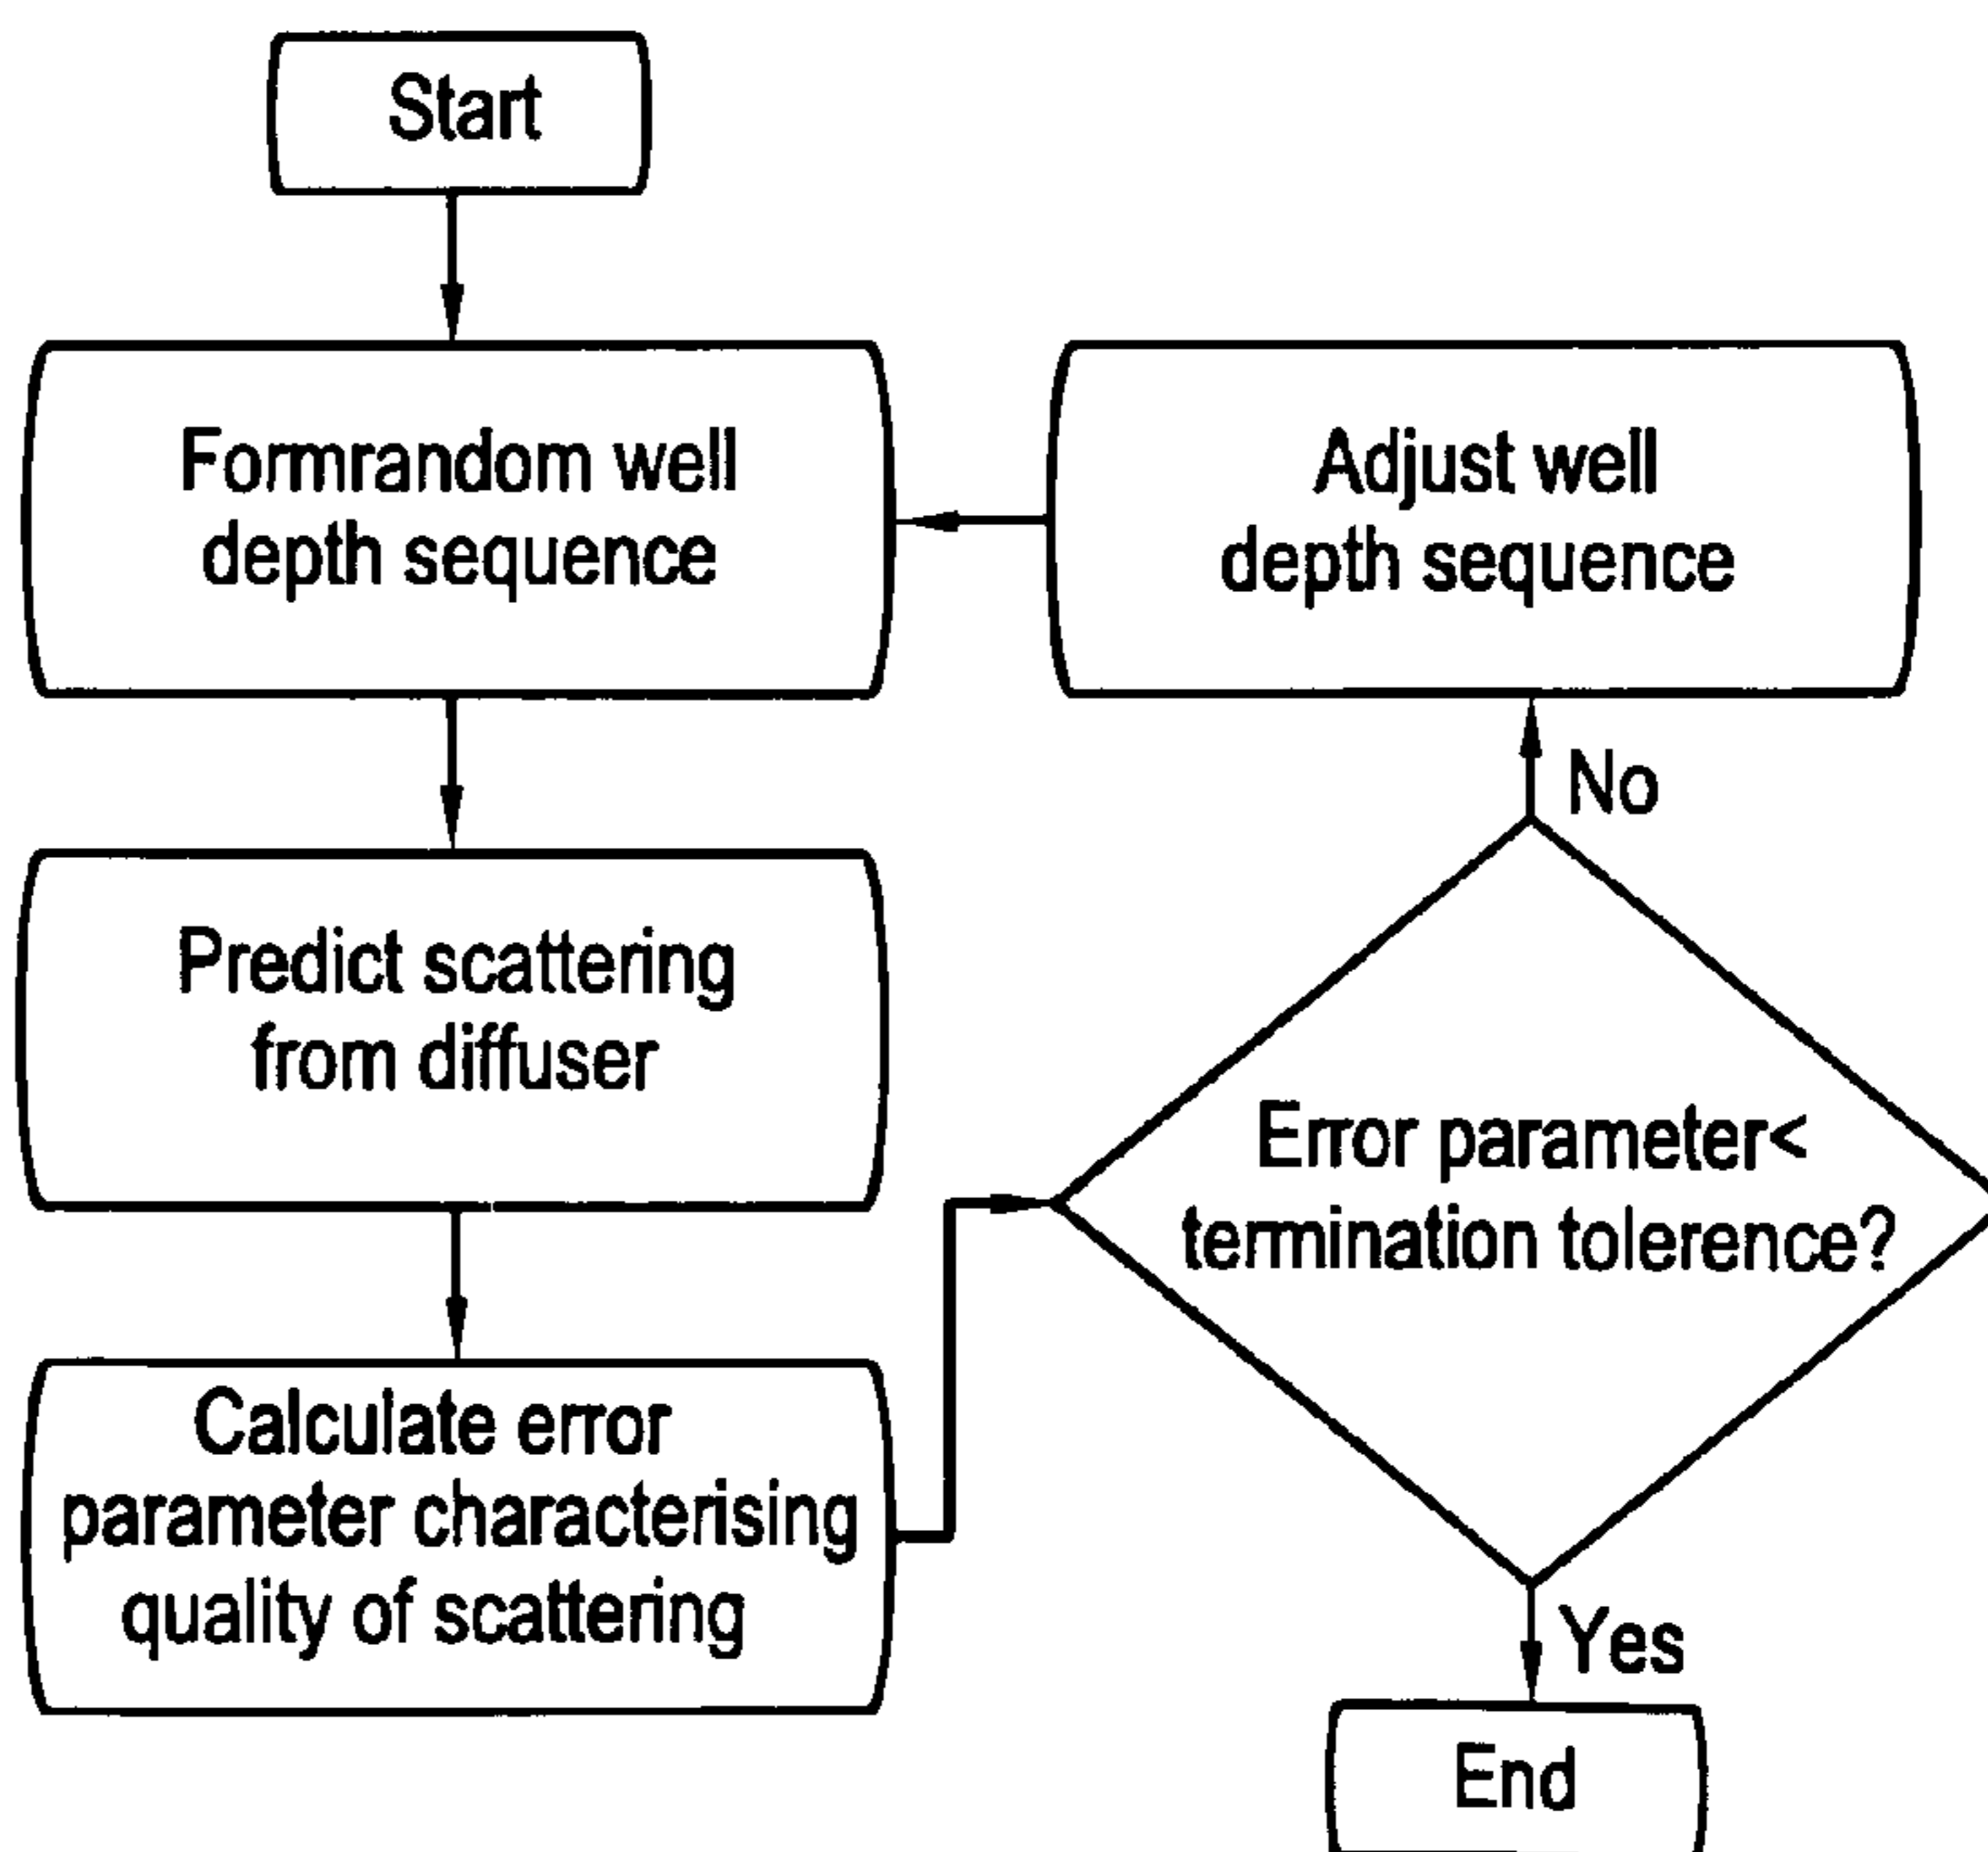 Start
Formrandom well
depth sequence
Adjust well
depth sequence
No
Predict scattering
from diffuser
Error parameter<
termination tolerence?
Calculate error
parameter characterising
quality of scattering
Yes
End